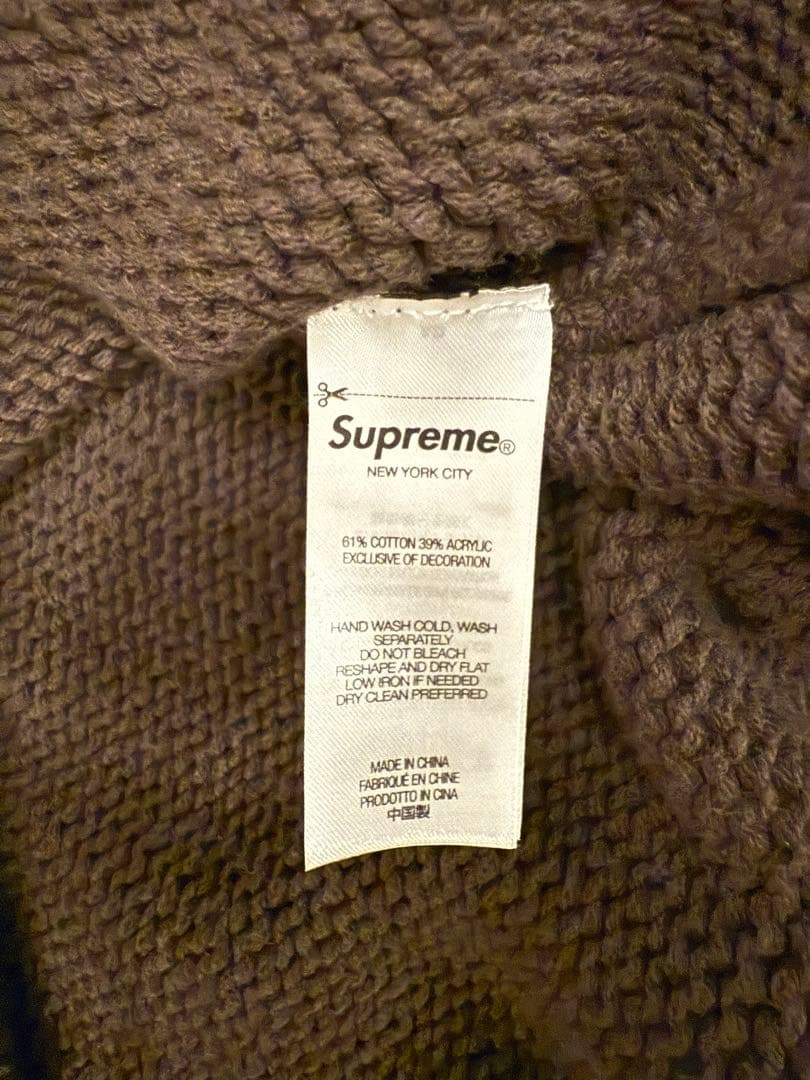 Supreme®
NEW YORK CITY
61% COTTON 39% ACRYLIC
EXCLUSIVE OF DECORATION
HAND WASH COLD, WASH
SEPARATELY
DO NOT BLEACH
RESHAPE AND DRY FLAT
LOW IRON IF NEEDED
DRY CLEAN PREFERRED
MADE IN CHINA
FABRIQUÉ EN CHINE
PRODOTTO IN CINA
中国製